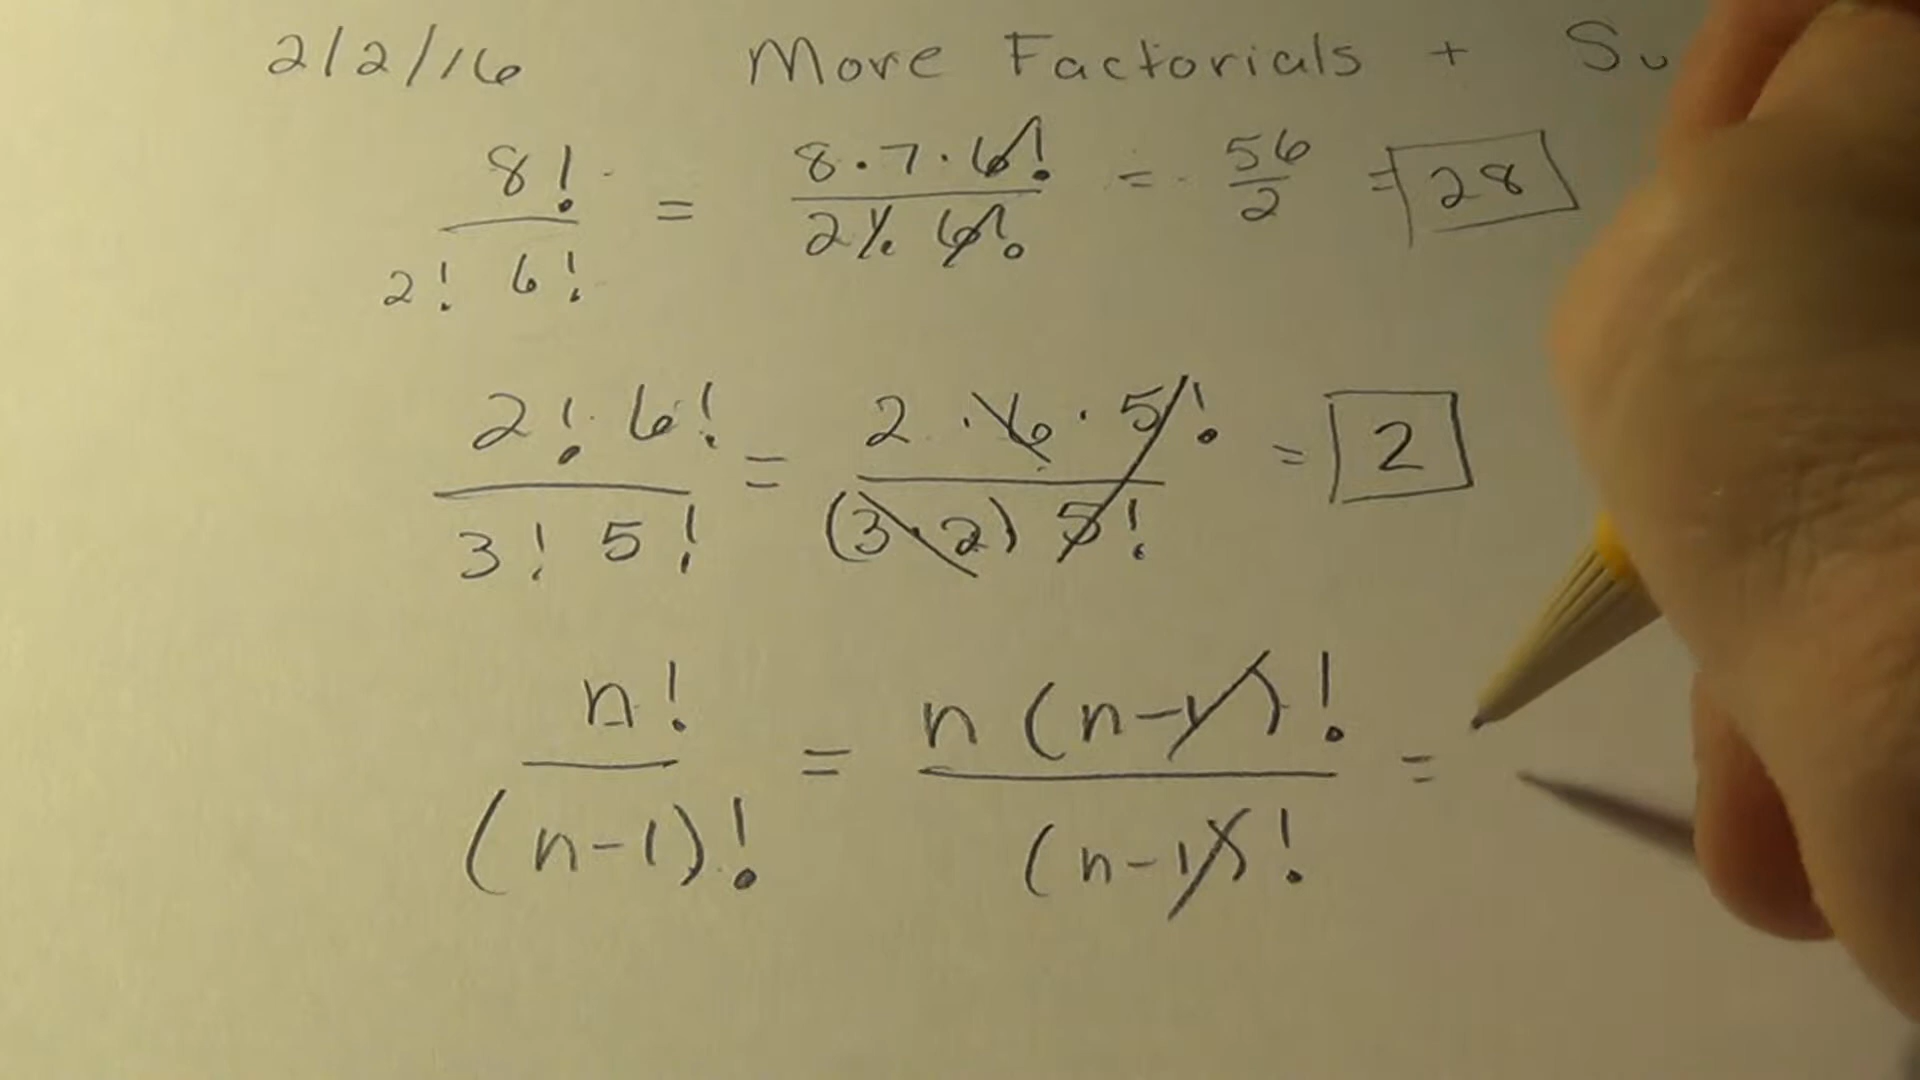 2/2/16 More Factorials +
8! / 2! 6! = 8·7·6! / 2! 6! = 56/2 = 28
2! 6! / 3! 5! = 2·6·5! / (3·2) 5! = 2
n! / (n-1)! = n (n-1)! / (n-1)! =